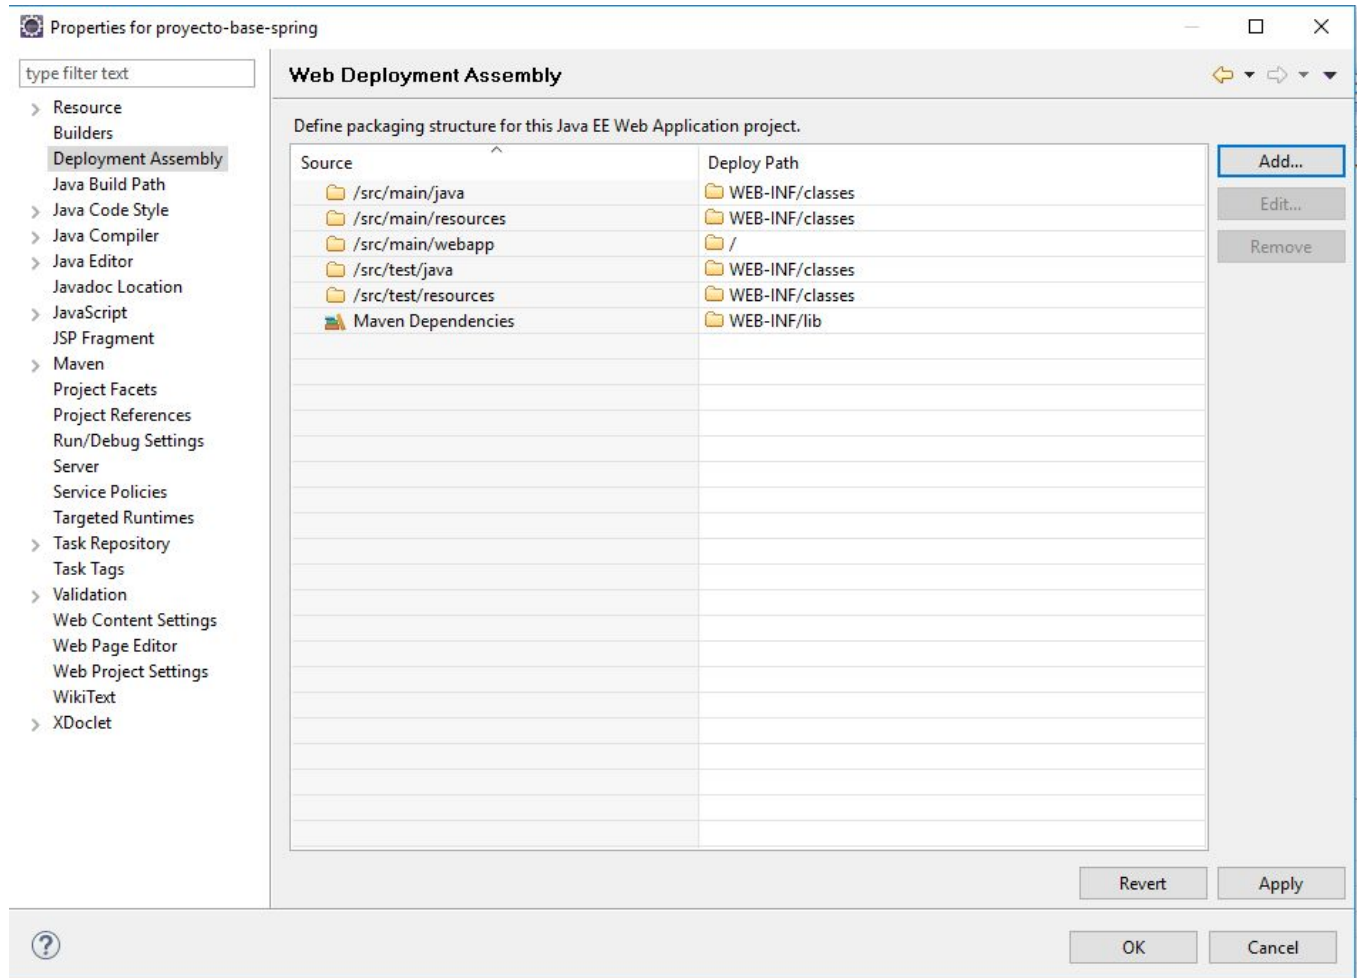 Properties for proyecto-base-spring
type filter text
Resource
Builders
Deployment Assembly
Java Build Path
Java Code Style
Java Compiler
Java Editor
Javadoc Location
JavaScript
JSP Fragment
Maven
Project Facets
Project References
Run/Debug Settings
Server
Service Policies
Targeted Runtimes
Task Repository
Task Tags
Validation
Web Content Settings
Web Page Editor
Web Project Settings
WikiText
XDoclet
Web Deployment Assembly
Define packaging structure for this Java EE Web Application project.
Source Deploy Path
/src/main/java WEB-INF/classes
/src/main/resources WEB-INF/classes
/src/main/webapp /
/src/test/java WEB-INF/classes
/src/test/resources WEB-INF/classes
Maven Dependencies WEB-INF/lib
Add...
Edit...
Remove
Revert Apply
OK Cancel